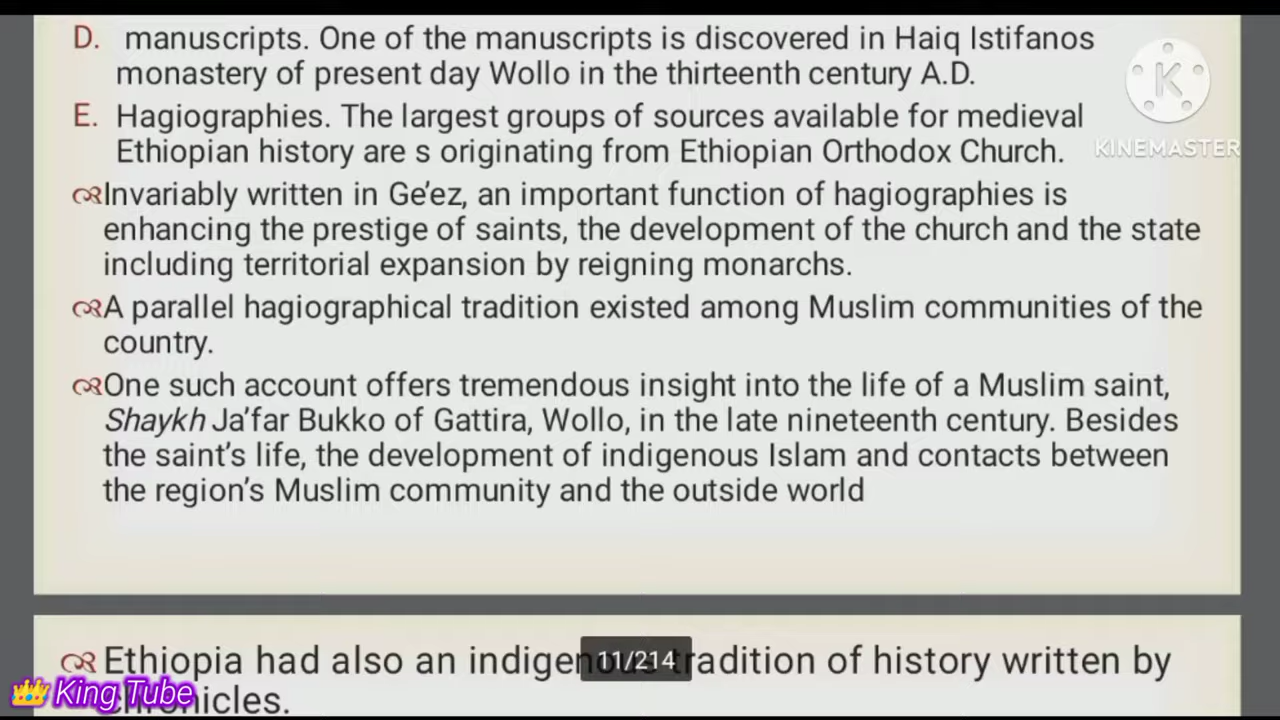 D. manuscripts. One of the manuscripts is discovered in Haiq Istifanos
monastery of present day Wollo in the thirteenth century A.D.
E. Hagiographies. The largest groups of sources available for medieval
Ethiopian history are s originating from Ethiopian Orthodox Church.
Invariably written in Ge’ez, an important function of hagiographies is
enhancing the prestige of saints, the development of the church and the state
including territorial expansion by reigning monarchs.
A parallel hagiographical tradition existed among Muslim communities of the
country.
One such account offers tremendous insight into the life of a Muslim saint,
Shaykh Ja’far Bukko of Gattira, Wollo, in the late nineteenth century. Besides
the saint’s life, the development of indigenous Islam and contacts between
the region’s Muslim community and the outside world
Ethiopia had also an indigenous tradition of history written by
chronicles.
11/214
K
KINEMASTER
King Tube